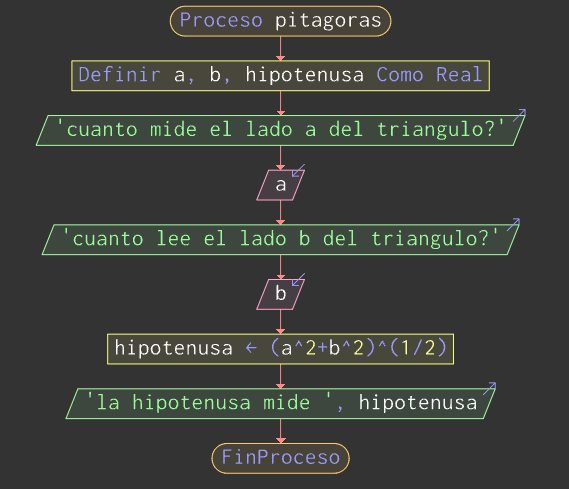 Proceso pitagoras
Definir a, b, hipotenusa Como Real
'cuanto mide el lado a del triangulo?'
a
'cuanto lee el lado b del triangulo?'
b
hipotenusa ← (a^2+b^2)^(1/2)
'la hipotenusa mide ', hipotenusa
FinProceso